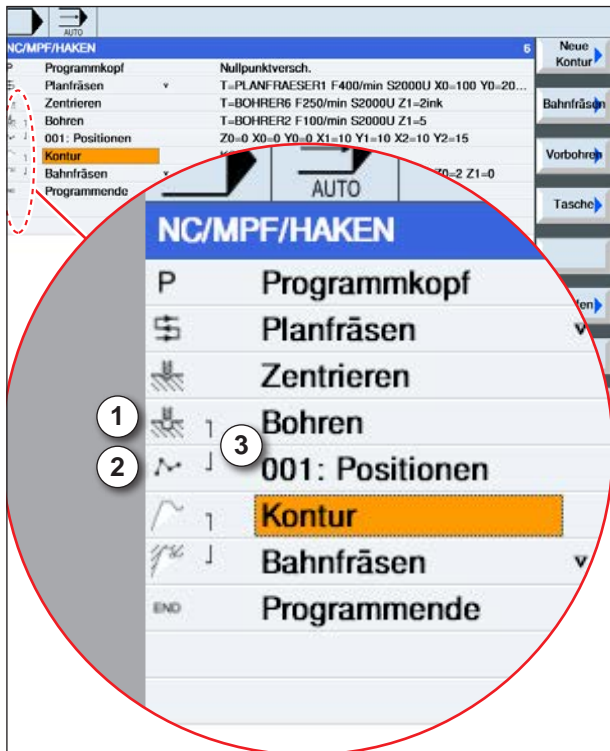 AUTO
NC/MPF/HAKEN 6
P Programmkopf Nullpunktversch.
Planfräsen v T=PLANFRAESER1 F400/min S2000U X0=100 Y0=20...
Zentrieren T=BOHRER6 F250/min S2000U Z1=2ink
Bohren T=BOHRER2 F100/min S2000U Z1=5
001: Positionen Z0=0 X0=0 Y0=0 X1=10 Y1=10 X2=10 Y2=15
Kontur
Bahnfräsen v Z0=2 Z1=0
END Programmende
Neue
Kontur
Bahnfräsen
Vorbohren
Tasche
AUTO
NC/MPF/HAKEN
P Programmkopf
Planfräsen v
Zentrieren
1 Bohren
3
2 001: Positionen
Kontur
Bahnfräsen v
END Programmende